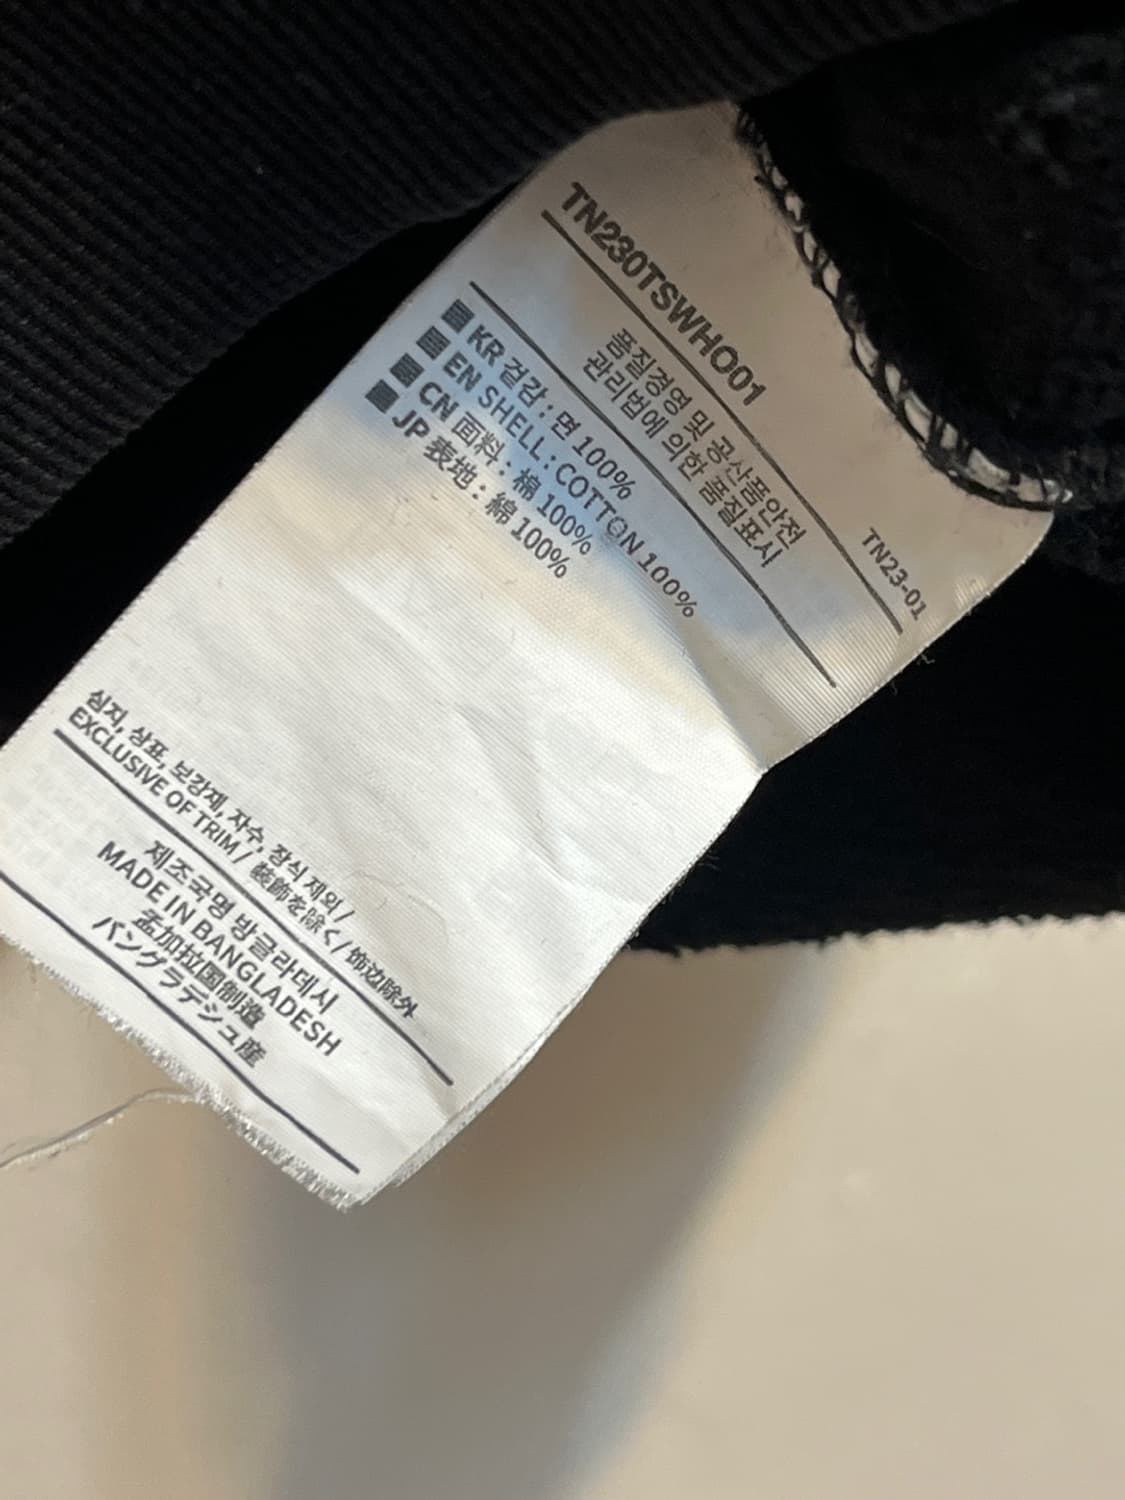 TN230TSWHO01
TN23-01
품질경영 및 공산품안전
관리법에 의한 품질표시
KR 겉감 : 면 100%
EN SHELL : COTTON 100%
CN 面料 : 棉 100%
JP 表地 : 綿 100%
심지, 상표, 보강재, 자수, 장식 제외 /
EXCLUSIVE OF TRIM / 装飾を除く / 饰边除外
제조국명 방글라데시
MADE IN BANGLADESH
孟加拉国制造
バングラデシュ産